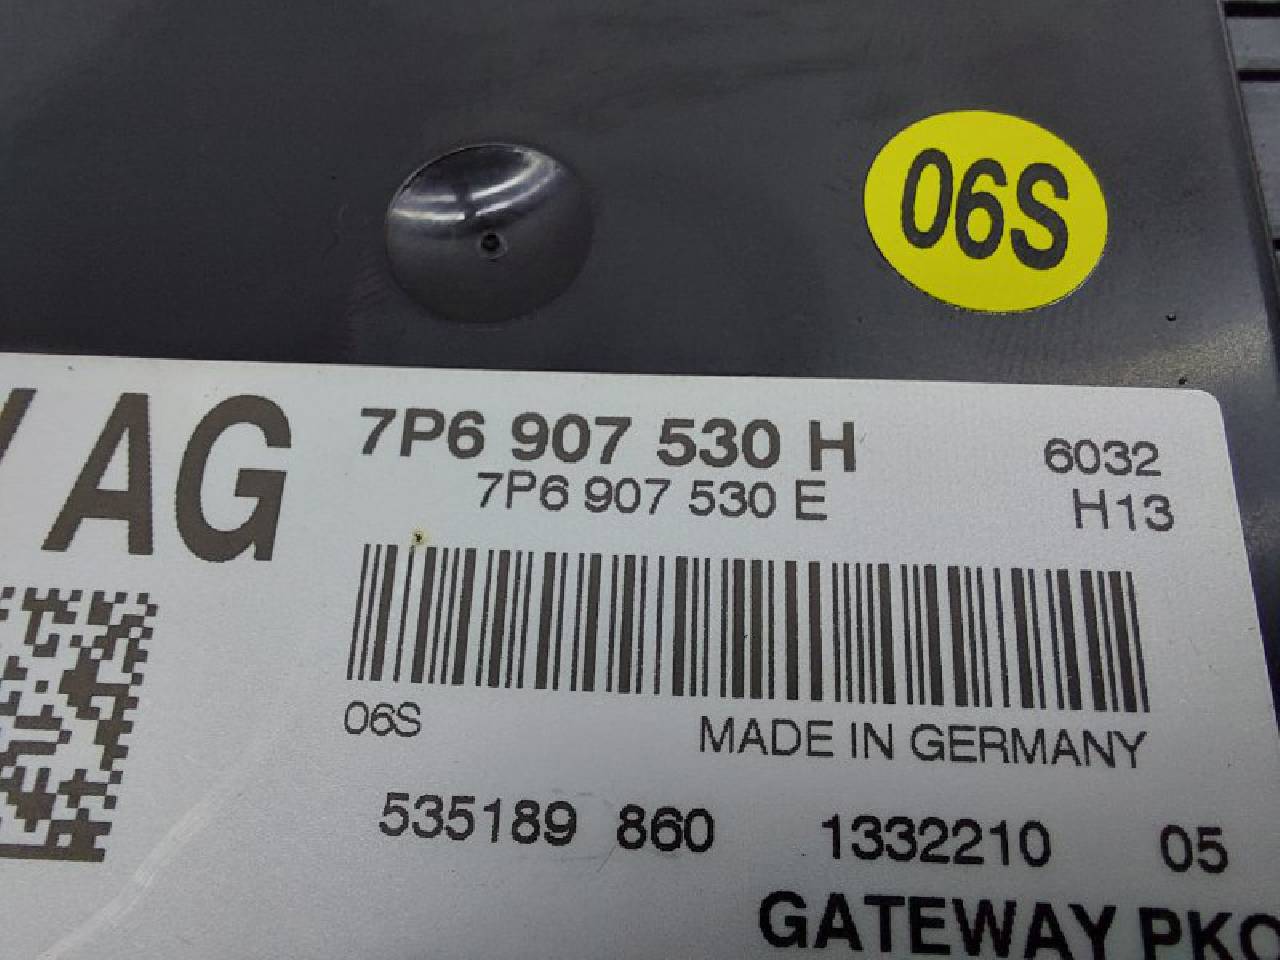 06S
AG
7P6 907 530 H
6032
7P6 907 530 E
H13
06S
MADE IN GERMANY
535189 860 1332210 05
GATEWAY